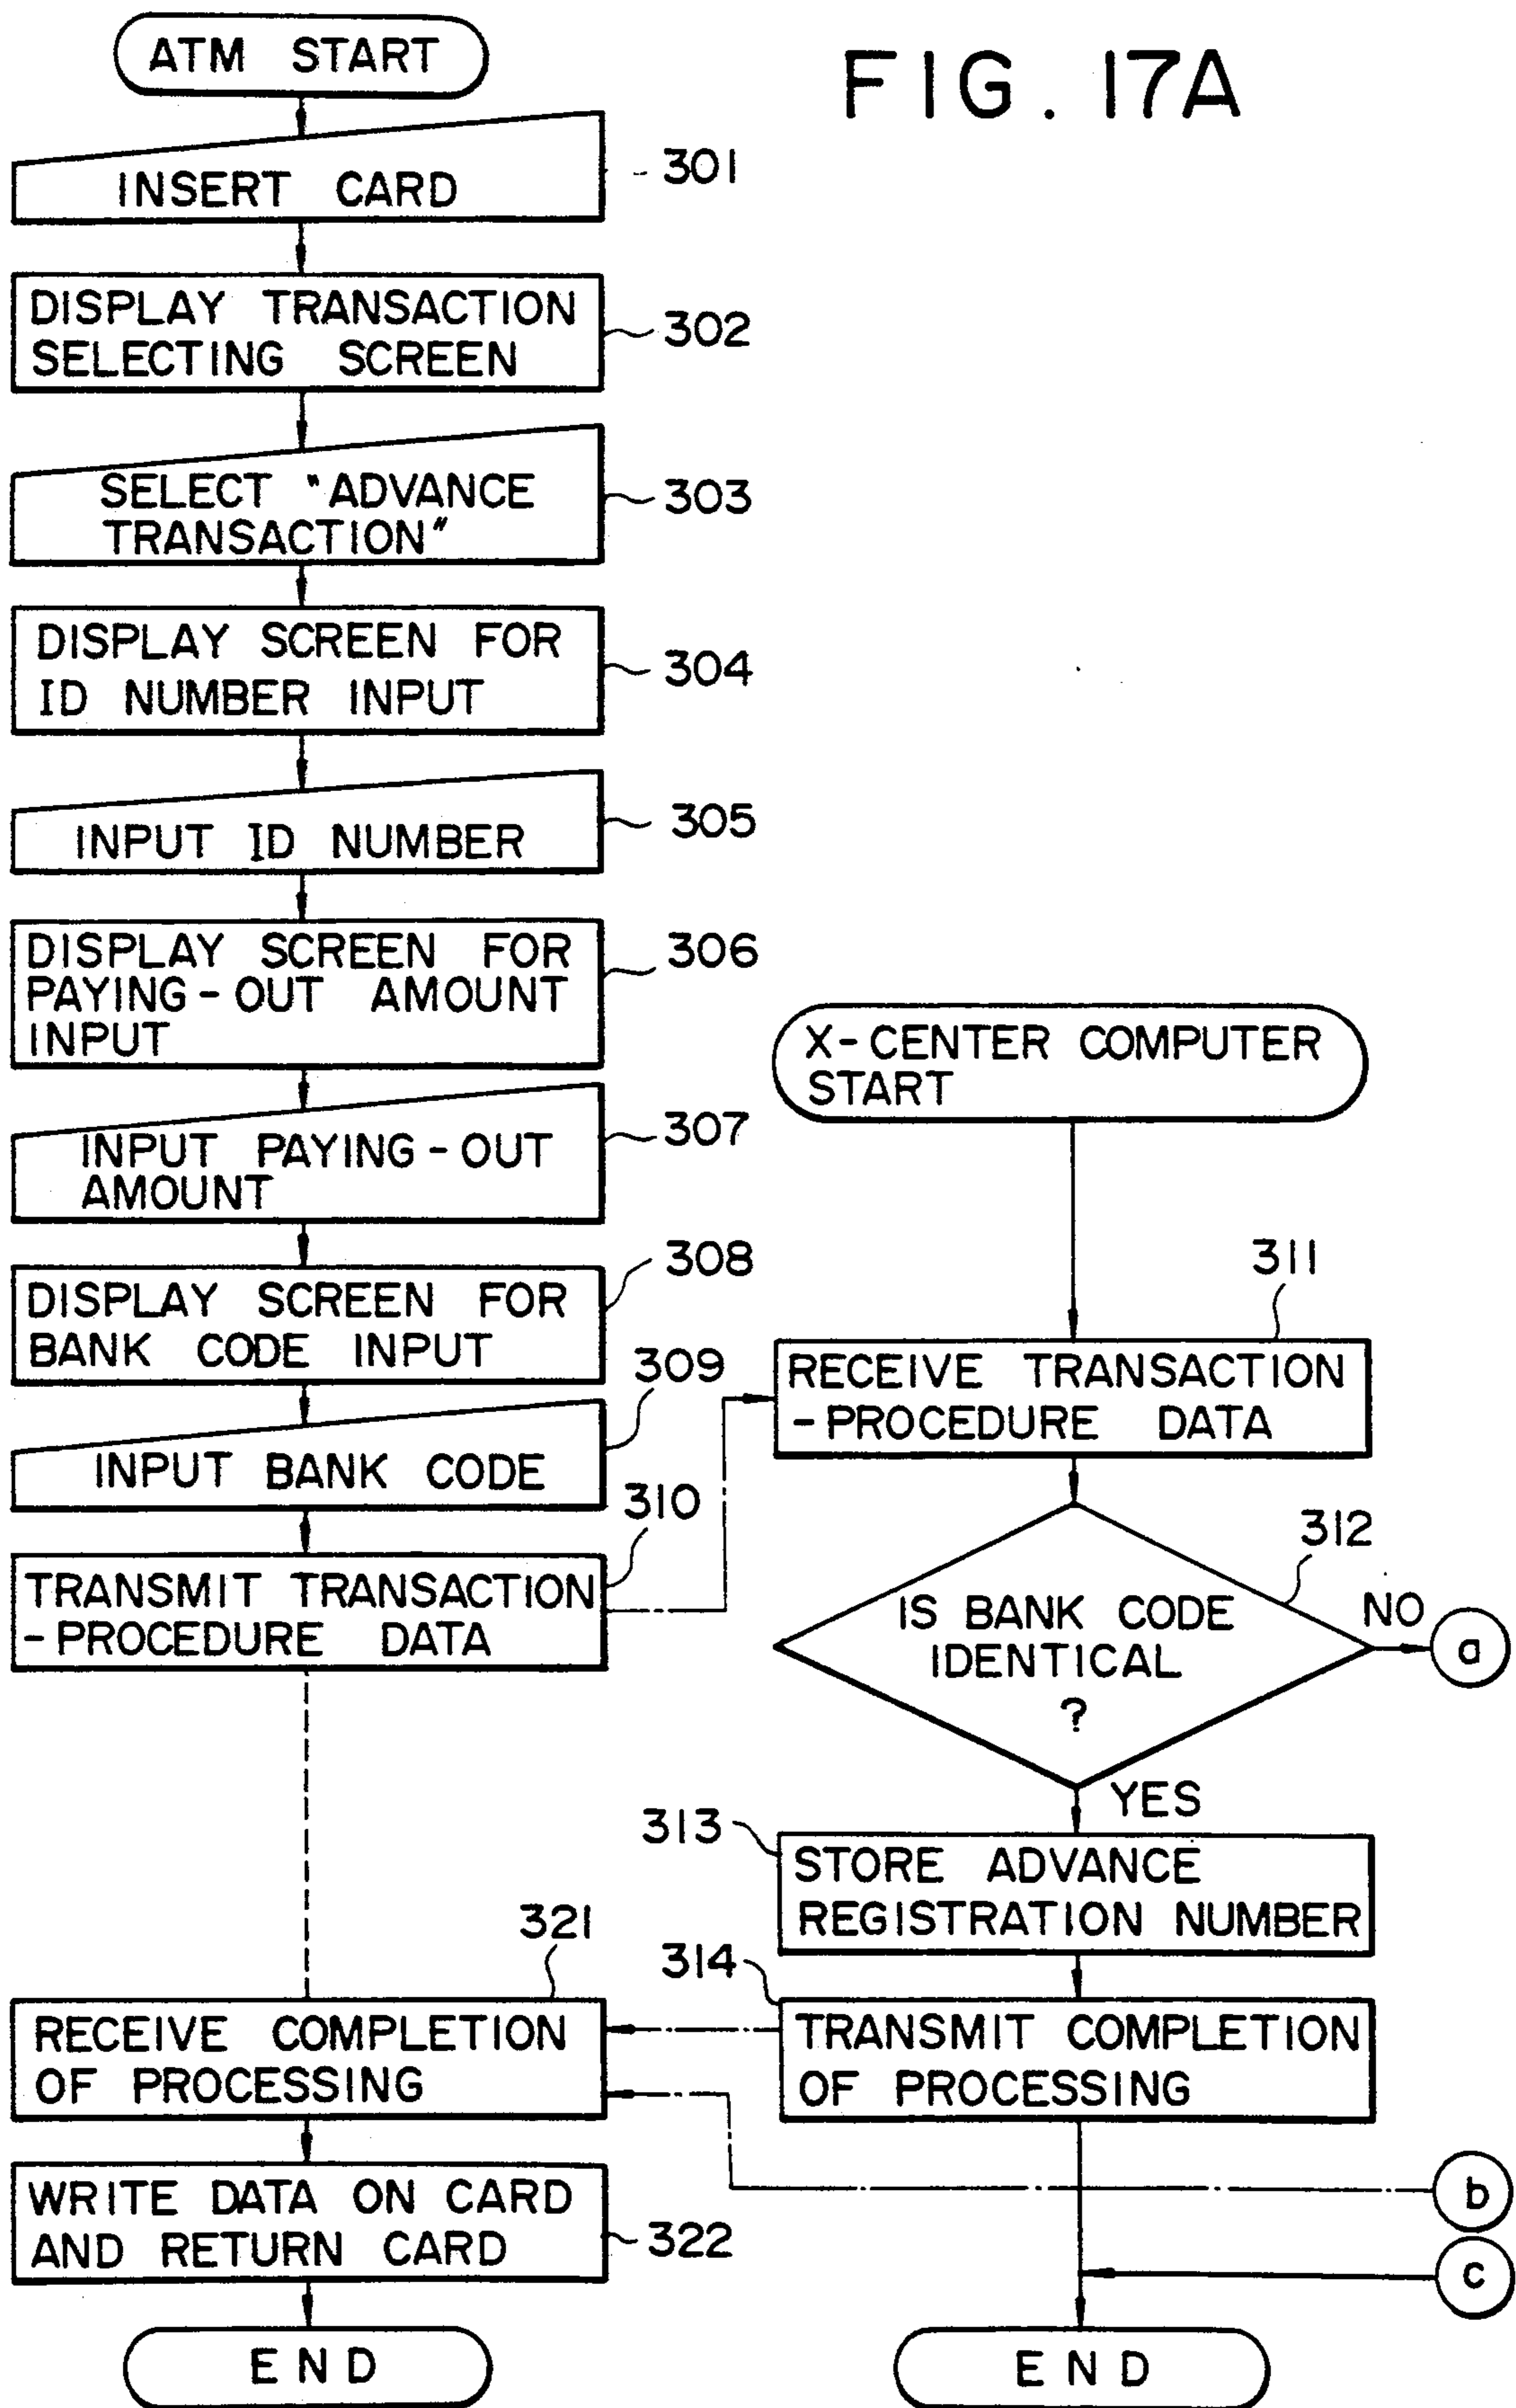 FIG. 17A
ATM START
INSERT CARD
301
DISPLAY TRANSACTION
SELECTING SCREEN
302
SELECT "ADVANCE
TRANSACTION"
303
DISPLAY SCREEN FOR
ID NUMBER INPUT
304
INPUT ID NUMBER
305
DISPLAY SCREEN FOR
PAYING-OUT AMOUNT
INPUT
306
INPUT PAYING-OUT
AMOUNT
307
DISPLAY SCREEN FOR
BANK CODE INPUT
308
INPUT BANK CODE
309
TRANSMIT TRANSACTION
-PROCEDURE DATA
310
X-CENTER COMPUTER
START
311
RECEIVE TRANSACTION
-PROCEDURE DATA
312
IS BANK CODE
IDENTICAL
?
NO
a
YES
313
STORE ADVANCE
REGISTRATION NUMBER
314
TRANSMIT COMPLETION
OF PROCESSING
321
RECEIVE COMPLETION
OF PROCESSING
b
WRITE DATA ON CARD
AND RETURN CARD
322
c
END
END